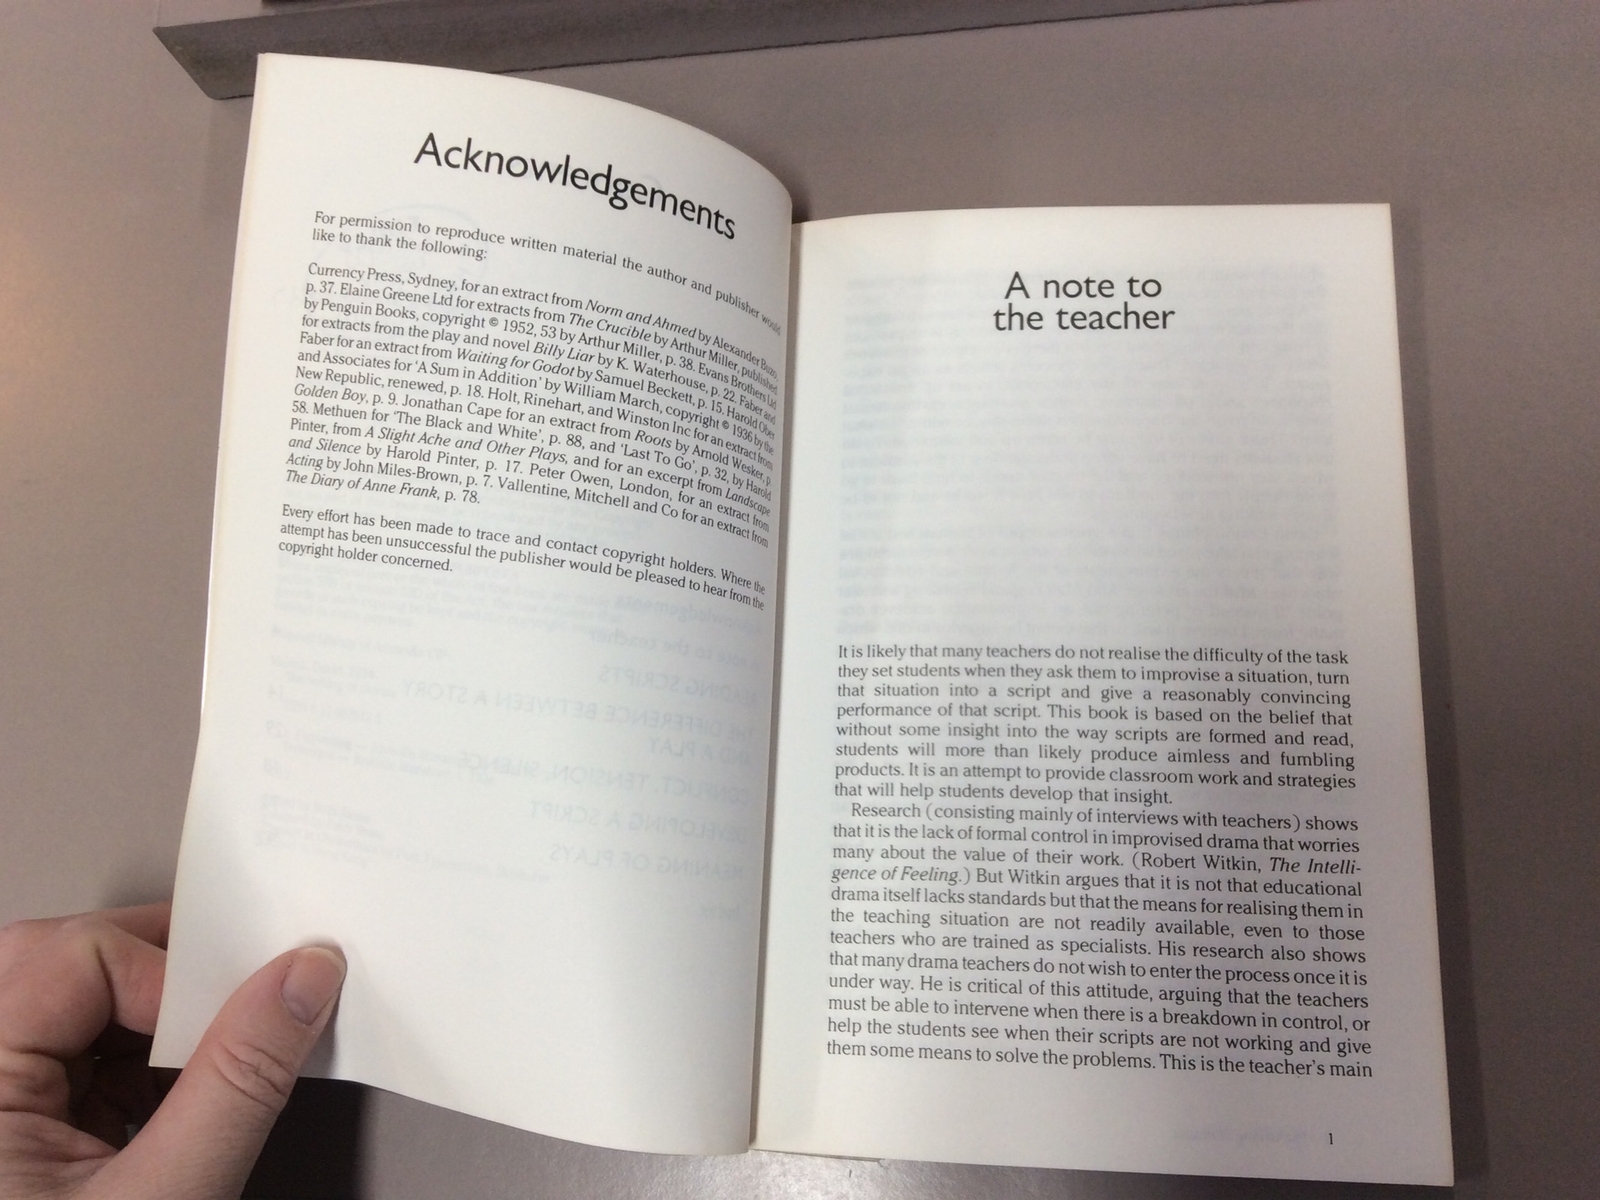 Acknowledgements
For permission to reproduce written material the author and publisher would
like to thank the following:
Currency Press, Sydney, for an extract from Norm and Ahmed by Alexander Buzo,
p. 37. Elaine Greene Ltd for extracts from The Crucible by Arthur Miller, published
by Penguin Books, copyright © 1952, 53 by Arthur Miller, p. 38. Evans Brothers Ltd
for extracts from the play and novel Billy Liar by K. Waterhouse, p. 22. Faber and
Faber for an extract from Waiting for Godot by Samuel Beckett, p. 15. Harold Ober
and Associates for 'A Sum in Addition' by William March, copyright © 1936 by the
New Republic, renewed, p. 18. Holt, Rinehart, and Winston Inc for an extract from
Golden Boy, p. 9. Jonathan Cape for an extract from Roots by Arnold Wesker, p.
58. Methuen for 'The Black and White', p. 88, and 'Last To Go', p. 32, by Harold
Pinter, from A Slight Ache and Other Plays, and for an excerpt from Landscape
and Silence by Harold Pinter, p. 17. Peter Owen, London, for an extract from
Acting by John Miles-Brown, p. 7. Vallentine, Mitchell and Co for an extract from
The Diary of Anne Frank, p. 78.
Every effort has been made to trace and contact copyright holders. Where the
attempt has been unsuccessful the publisher would be pleased to hear from the
copyright holder concerned.
A note to
the teacher
It is likely that many teachers do not realise the difficulty of the task
they set students when they ask them to improvise a situation, turn
that situation into a script and give a reasonably convincing
performance of that script. This book is based on the belief that
without some insight into the way scripts are formed and read,
students will more than likely produce aimless and fumbling
products. It is an attempt to provide classroom work and strategies
that will help students develop that insight.
Research (consisting mainly of interviews with teachers) shows
that it is the lack of formal control in improvised drama that worries
many about the value of their work. (Robert Witkin, The Intelli-
gence of Feeling.) But Witkin argues that it is not that educational
drama itself lacks standards but that the means for realising them in
the teaching situation are not readily available, even to those
teachers who are trained as specialists. His research also shows
that many drama teachers do not wish to enter the process once it is
under way. He is critical of this attitude, arguing that the teachers
must be able to intervene when there is a breakdown in control, or
help the students see when their scripts are not working and give
them some means to solve the problems. This is the teacher's main
1